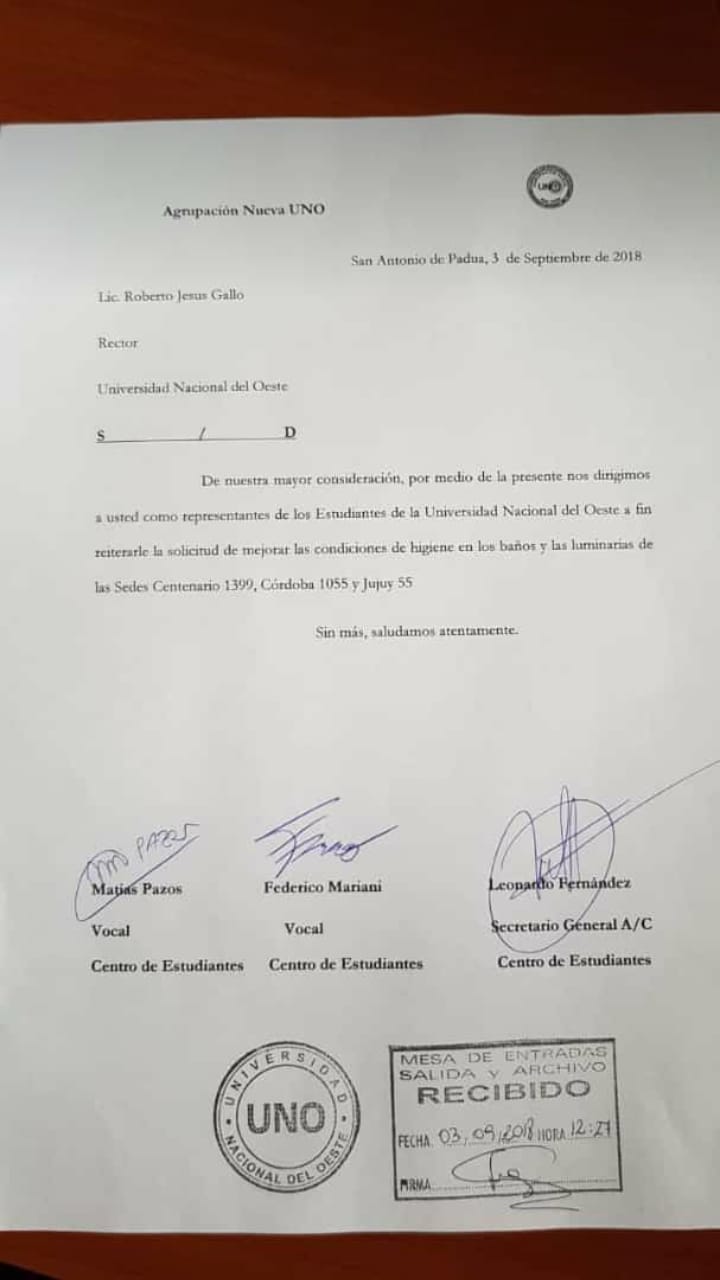 UNO
Agrupación Nueva UNO
San Antonio de Padua, 3 de Septiembre de 2018
Lic. Roberto Jesus Gallo
Rector
Universidad Nacional del Oeste
S / D
De nuestra mayor consideración, por medio de la presente nos dirigimos
a usted como representantes de los Estudiantes de la Universidad Nacional del Oeste a fin
reiterarle la solicitud de mejorar las condiciones de higiene en los baños y las luminarias de
las Sedes Centenario 1399, Córdoba 1055 y Jujuy 55
Sin más, saludamos atentamente.
PAZOS
Matías Pazos Federico Mariani Leonardo Fernández
Vocal Vocal Secretario General A/C
Centro de Estudiantes Centro de Estudiantes Centro de Estudiantes
UNIVERSIDAD
UNO
NACIONAL DEL OESTE
MESA DE ENTRADAS
SALIDA y ARCHIVO
RECIBIDO
FECHA 03, 09, 2018 HORA 12:27
FIRMA